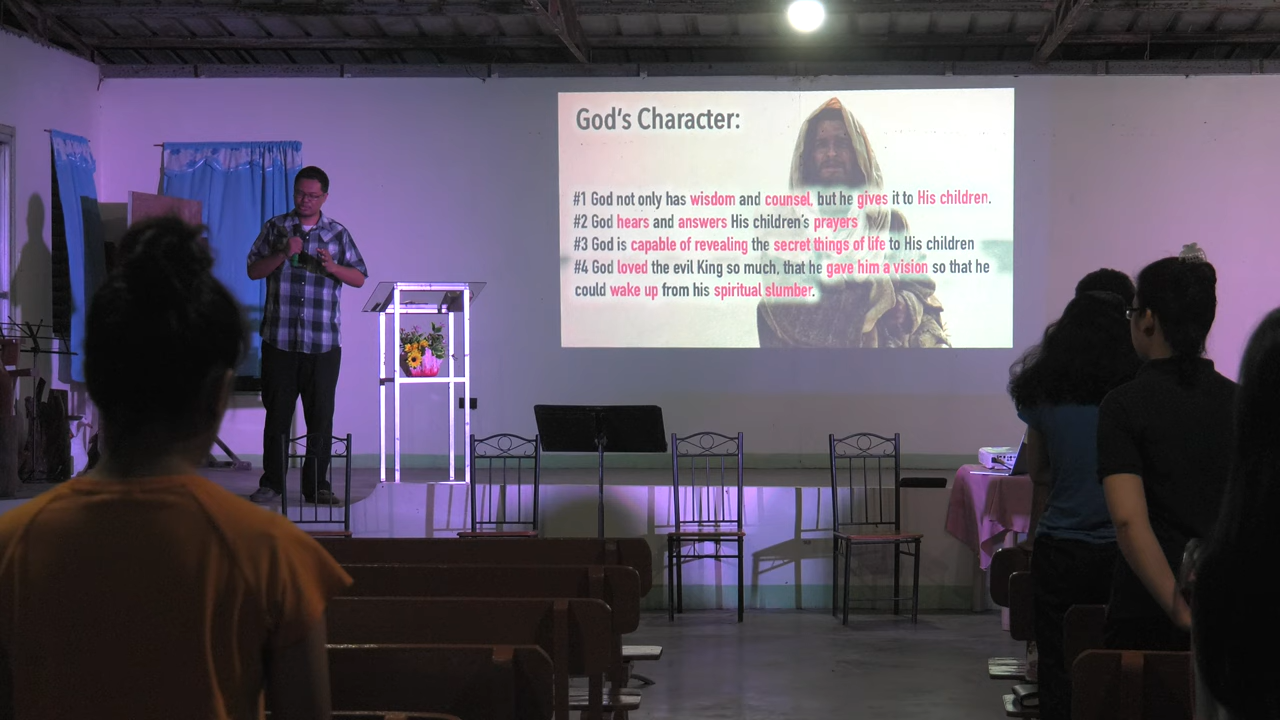 God's Character:
#1 God not only has wisdom and counsel, but he gives it to His children.
#2 God hears and answers His children's prayers
#3 God is capable of revealing the secret things of life to His children
#4 God loved the evil King so much, that he gave him a vision so that he
could wake up from his spiritual slumber.